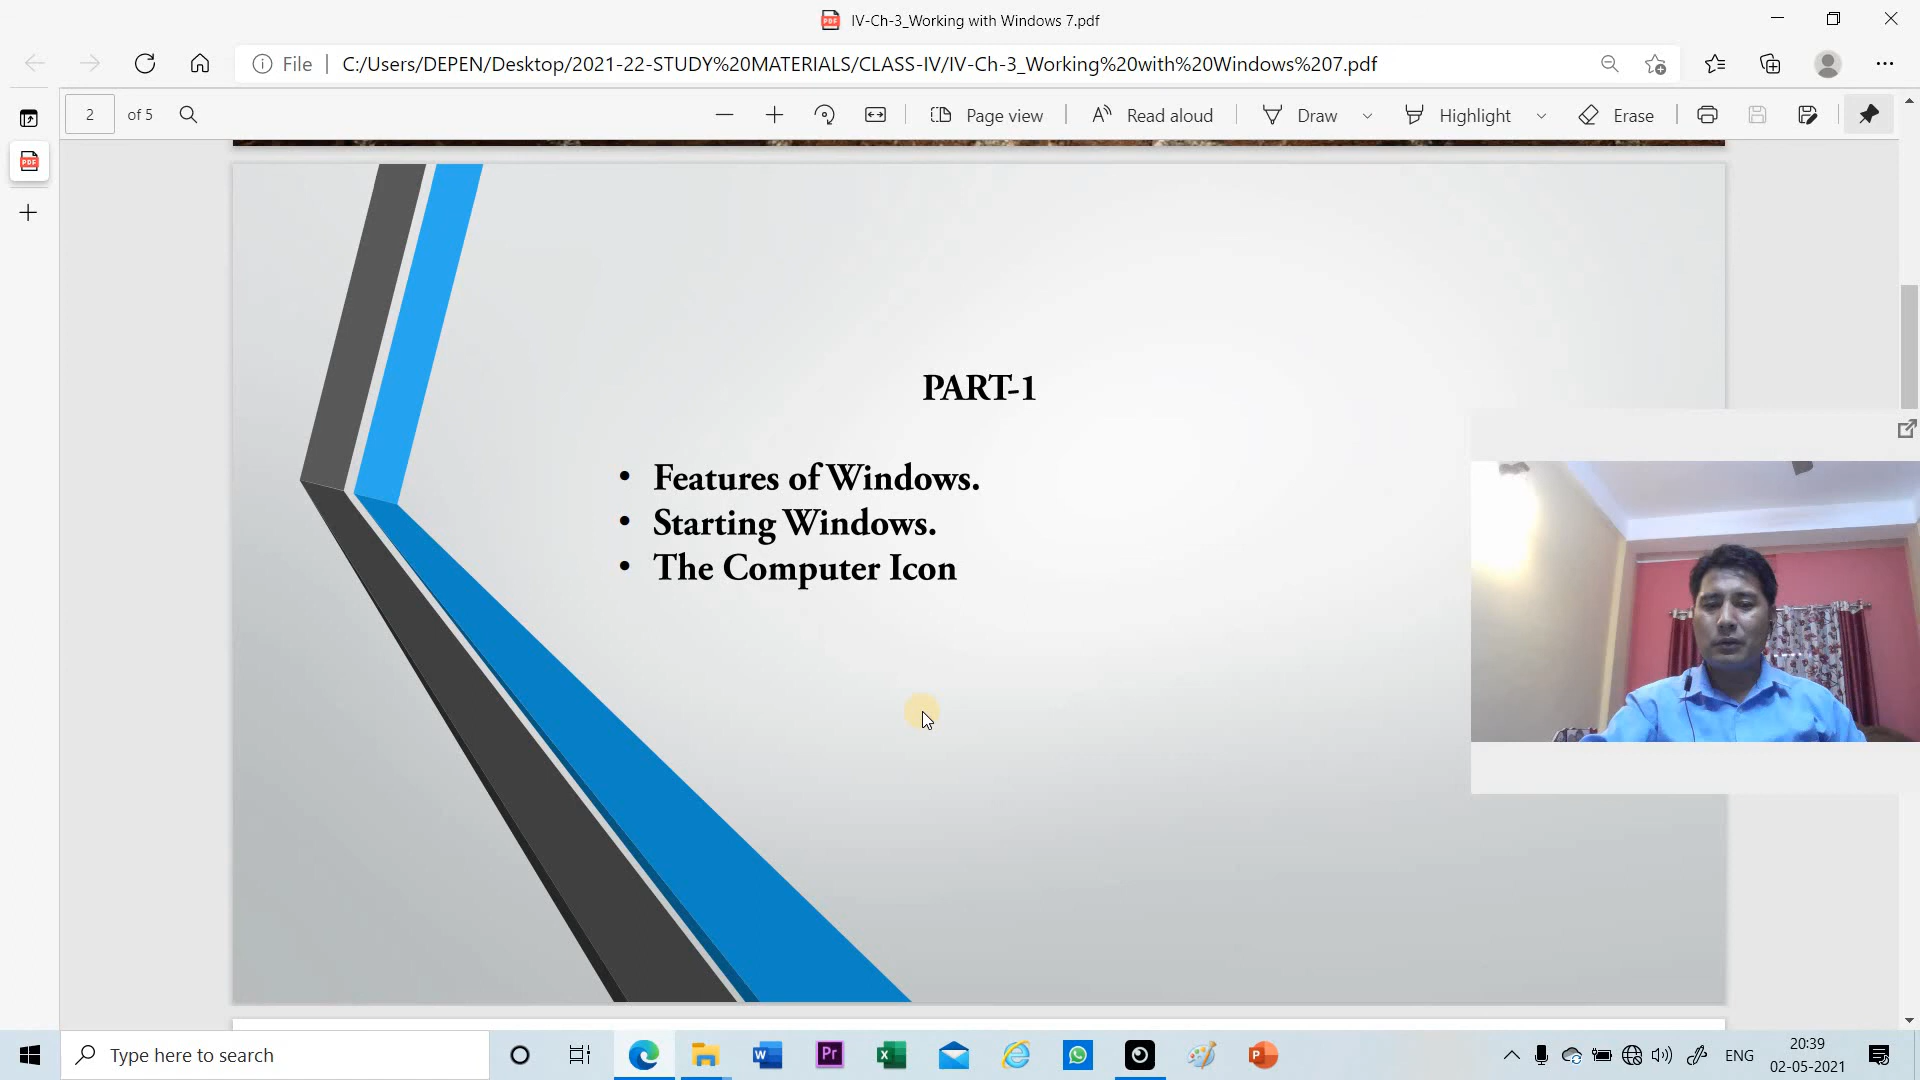 IV-Ch-3_Working with Windows 7.pdf
File C:/Users/DEPEN/Desktop/2021-22-STUDY%20MATERIALS/CLASS-IV/IV-Ch-3_Working%20with%20Windows%207.pdf
2 of 5 Page view Read aloud Draw Highlight Erase
PART-1
• Features of Windows.
• Starting Windows.
• The Computer Icon
Type here to search
ENG
20:39
02-05-2021